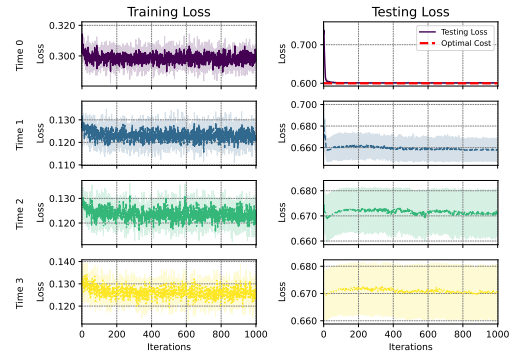 Training Loss
Testing Loss
Time 0
Loss
0.320
0.300
Loss
0.700
0.600
Testing Loss
Optimal Cost
Time 1
Loss
0.130
0.120
0.110
Loss
0.700
0.680
0.660
Time 2
Loss
0.130
0.120
Loss
0.680
0.670
0.660
Time 3
Loss
0.140
0.130
0.120
Loss
0.680
0.670
0.660
0 200 400 600 800 1000
0 200 400 600 800 1000
Iterations
Iterations